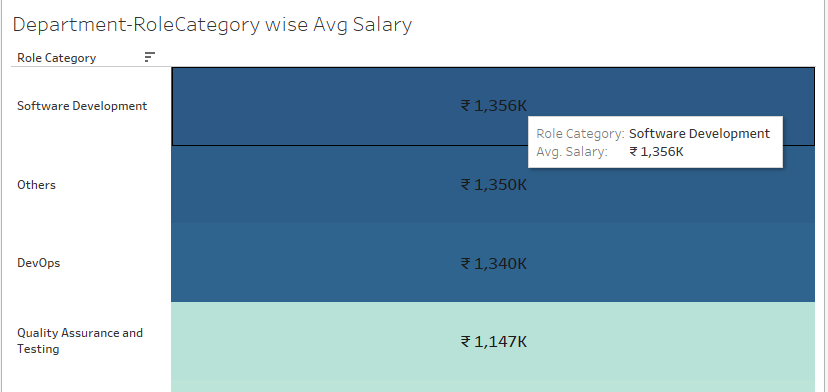 Department-RoleCategory wise Avg Salary
Role Category
Software Development
₹ 1,356K
Role Category: Software Development
Avg. Salary: ₹ 1,356K
Others
₹ 1,350K
DevOps
₹ 1,340K
Quality Assurance and
Testing
₹ 1,147K